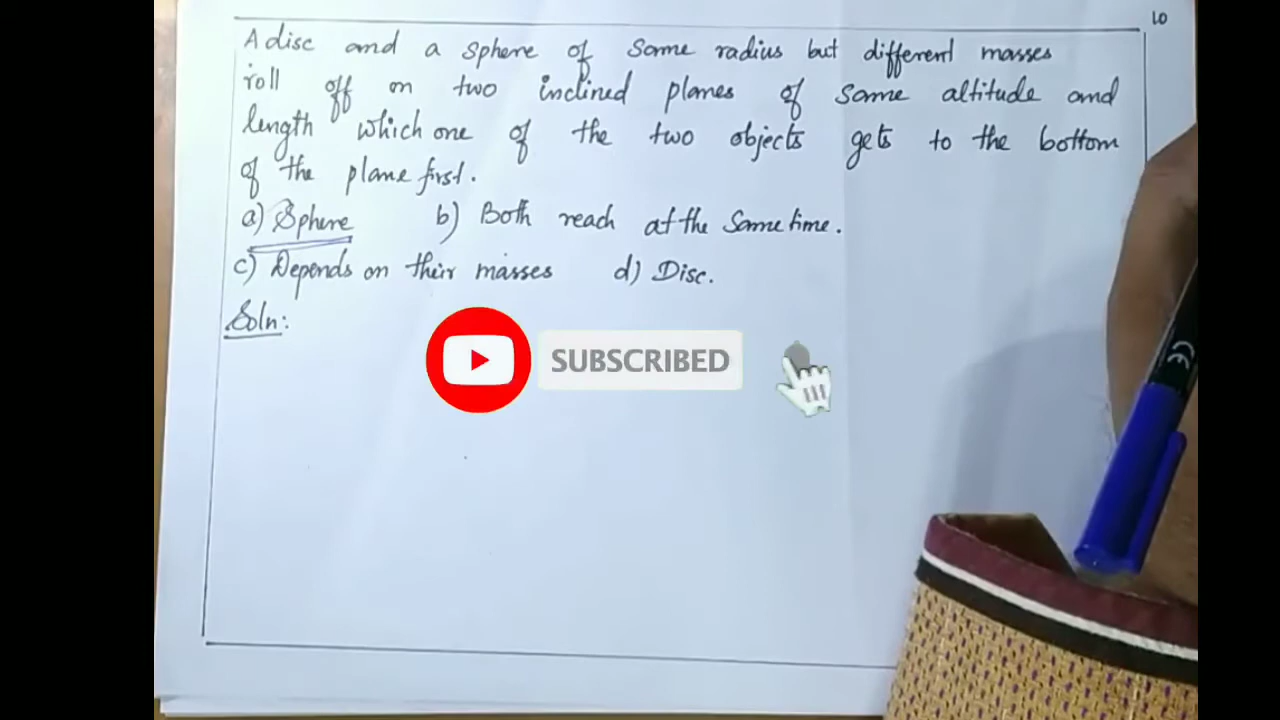 10
A disc and a sphere of same radius but different masses
roll off on two inclined planes of same altitude and
length which one of the two objects gets to the bottom
of the plane first.
a) Sphere b) Both reach at the same time.
c) Depends on their masses d) Disc.
Soln:
SUBSCRIBED
CE